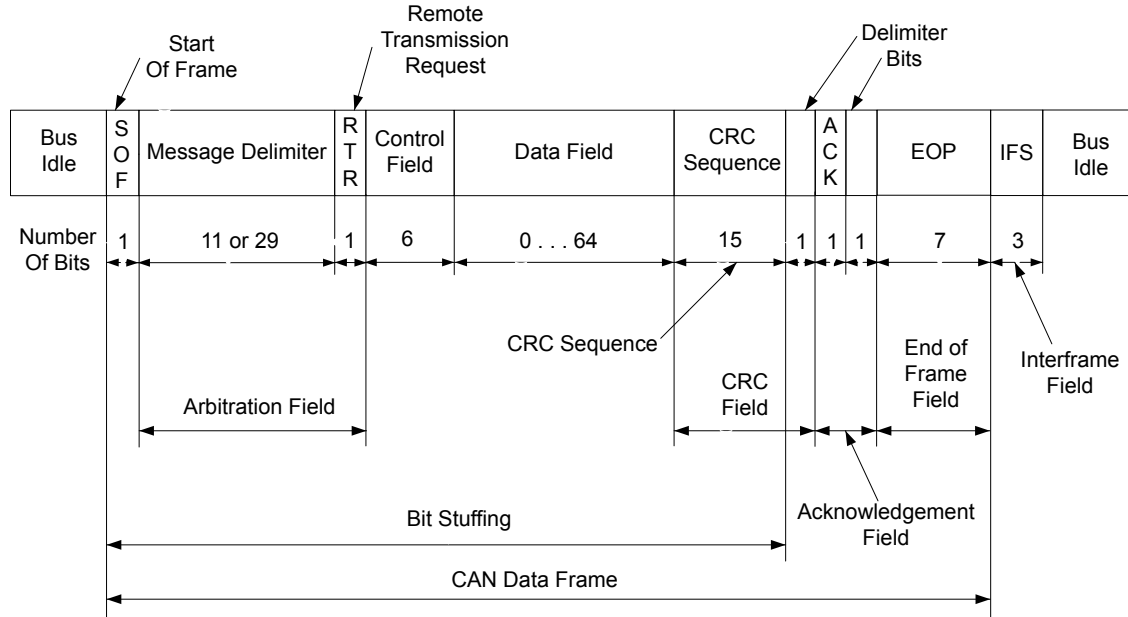 Start
Of Frame
Remote
Transmission
Request
Delimiter
Bits
Bus
Idle
S
O
F
Message Delimiter
R
T
R
Control
Field
Data Field
CRC
Sequence
A
C
K
EOP
IFS
Bus
Idle
Number
Of Bits
1
11 or 29
1
6
0 . . . 64
15
1
1
1
7
3
CRC Sequence
End of
Frame
Field
Interframe
Field
Arbitration Field
CRC
Field
Bit Stuffing
Acknowledgement
Field
CAN Data Frame